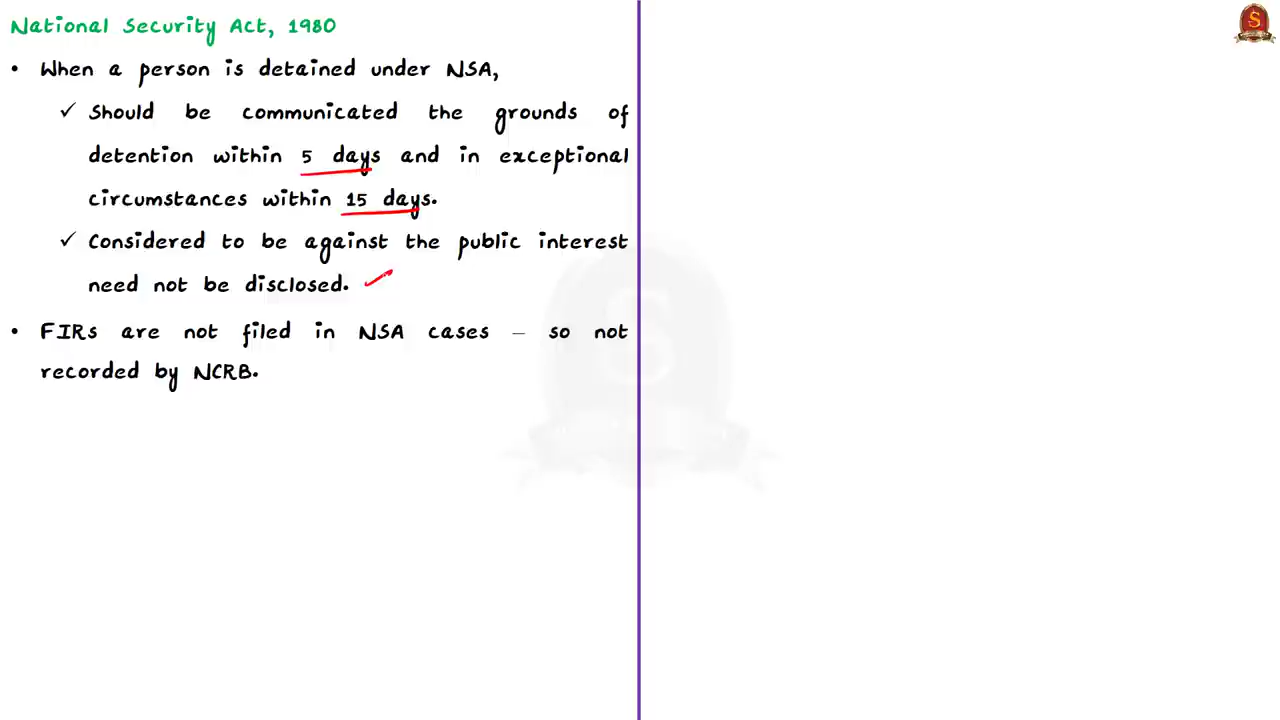 National Security Act, 1980
• When a person is detained under NSA,
✓ Should be communicated the grounds of
detention within 5 days and in exceptional
circumstances within 15 days.
✓ Considered to be against the public interest
need not be disclosed.
• FIRs are not filed in NSA cases – so not
recorded by NCRB.
S
S